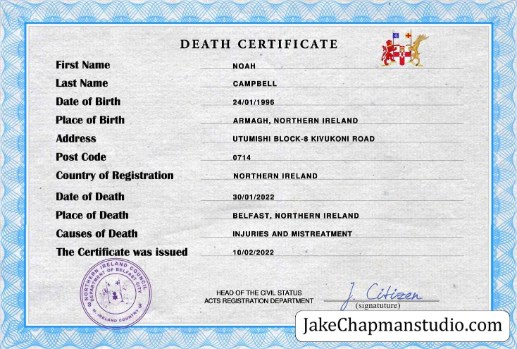 DEATH CERTIFICATE
First Name NOAH
Last Name CAMPBELL
Date of Birth 24/01/1996
Place of Birth ARMAGH, NORTHERN IRELAND
Address UTUMISHI BLOCK-8 KIVUKONI ROAD
Post Code 0714
Country of Registration NORTHERN IRELAND
Date of Death 30/01/2022
Place of Death BELFAST, NORTHERN IRELAND
Causes of Death INJURIES AND MISTREATMENT
The Certificate was issued 10/02/2022
NORTHERN IRELAND COUNCIL
DEPARTMENT OF BELFAST
HEAD OF THE CIVIL STATUS
ACTS REGISTRATION DEPARTMENT
J. Citizen
(signatuture)
JakeChapmanstudio.com